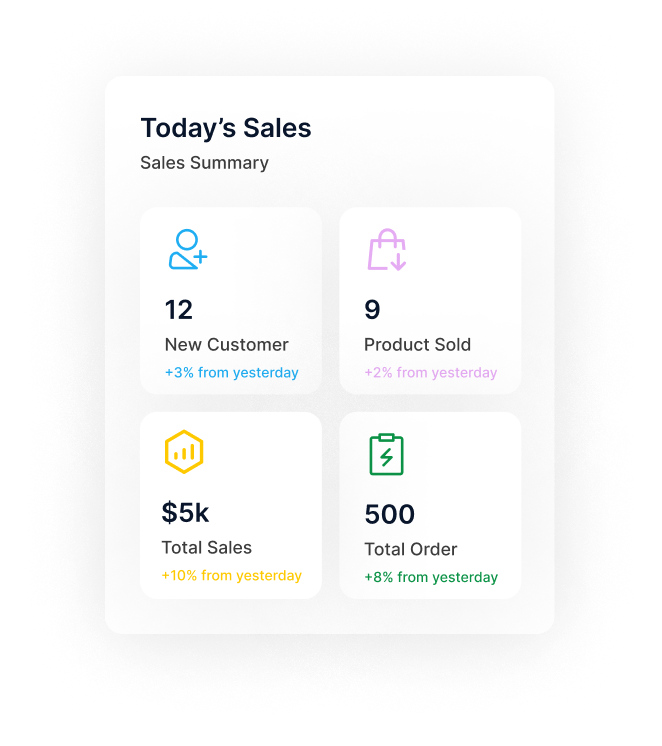 Today’s Sales
Sales Summary
12
New Customer
+3% from yesterday
9
Product Sold
+2% from yesterday
$5k
Total Sales
+10% from yesterday
500
Total Order
+8% from yesterday